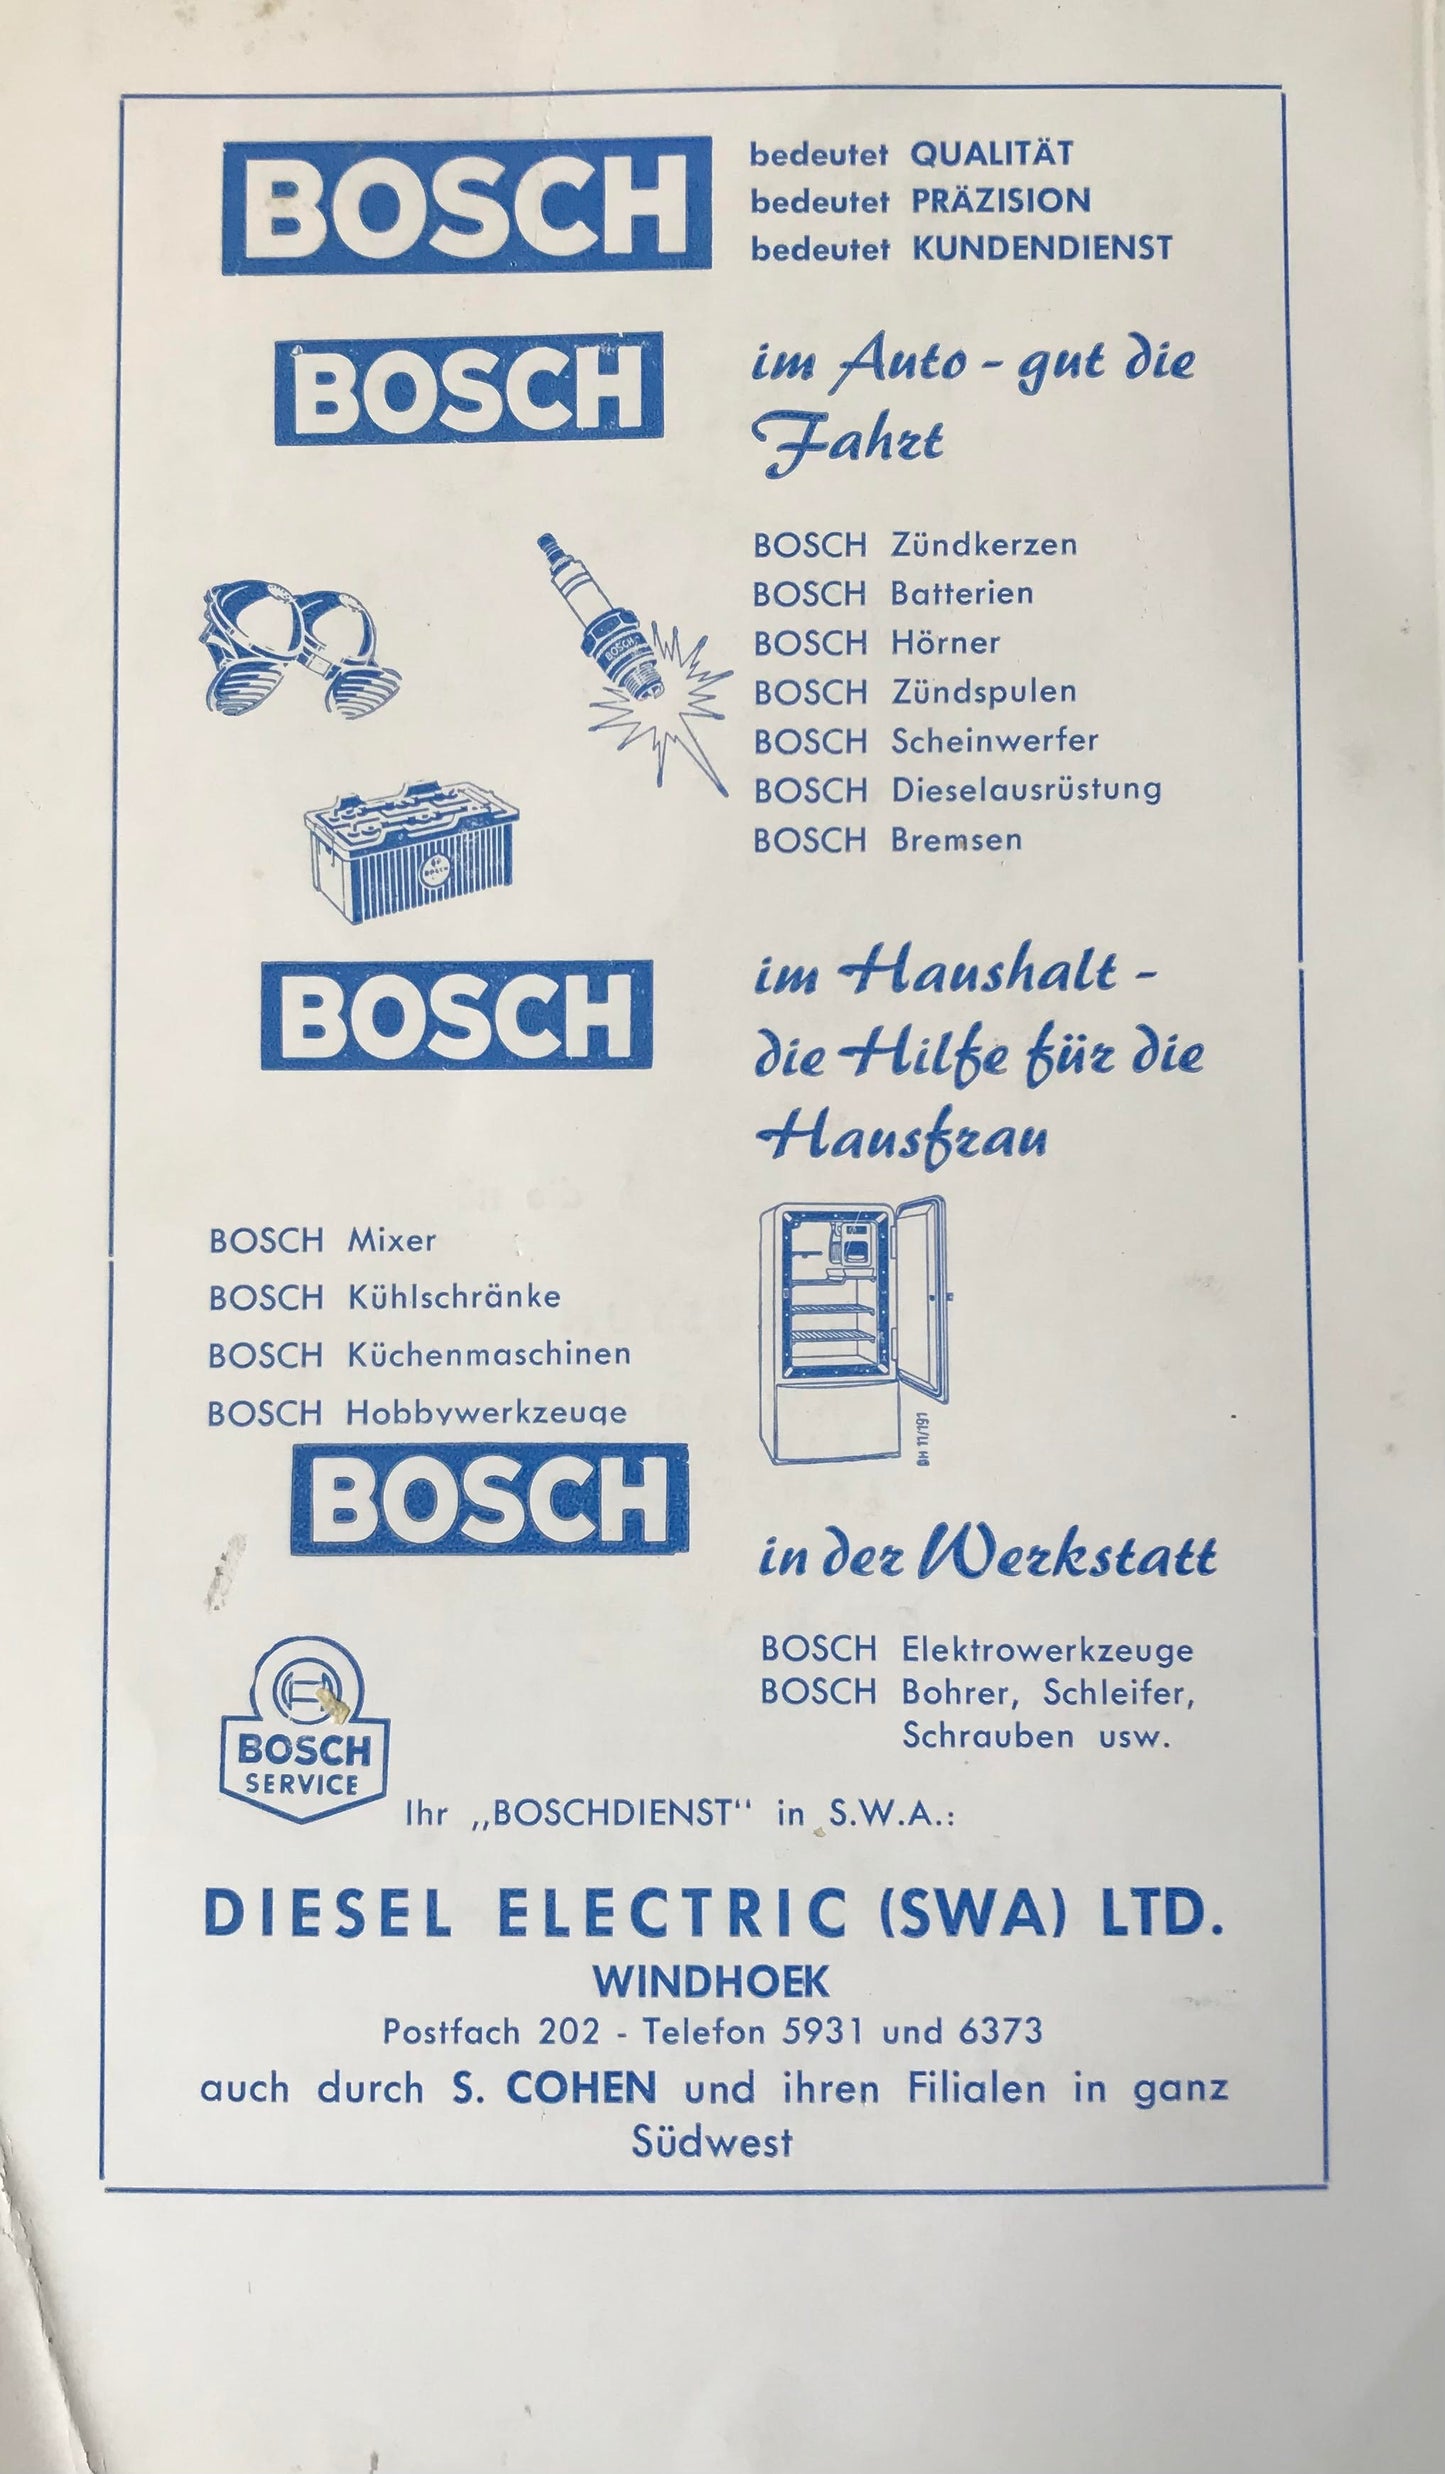 BOSCH bedeutet QUALITÄT
bedeutet PRÄZISION
bedeutet KUNDENDIENST
BOSCH im Auto - gut die
Fahrt
BOSCH
BOSCH Zündkerzen
BOSCH Batterien
BOSCH Hörner
BOSCH Zündspulen
BOSCH Scheinwerfer
BOSCH Dieselausrüstung
BOSCH Bremsen
BOSCH
BOSCH im Haushalt -
die Hilfe für die
Hausfrau
BOSCH Mixer
BOSCH Kühlschränke
BOSCH Küchenmaschinen
BOSCH Hobbywerkzeuge
BH 11/191
BOSCH in der Werkstatt
BOSCH Elektrowerkzeuge
BOSCH Bohrer, Schleifer,
Schrauben usw.
BOSCH
SERVICE
Ihr „BOSCHDIENST“ in S.W.A.:
DIESEL ELECTRIC (SWA) LTD.
WINDHOEK
Postfach 202 - Telefon 5931 und 6373
auch durch S. COHEN und ihren Filialen in ganz
Südwest